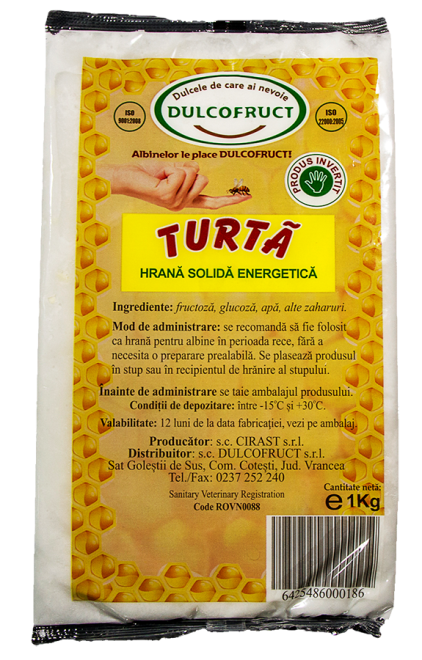 Dulcele de care ai nevoie
DULCOFRUCT
ISO
9001:2008
ISO
22000:2005
Albinelor le place DULCOFRUCT!
PRODUS INVERTIT
TURTĂ
HRANĂ SOLIDĂ ENERGETICĂ
Ingrediente: fructoză, glucoză, apă, alte zaharuri.
Mod de administrare: se recomandă să fie folosit
ca hrană pentru albine în perioada rece, fără a
necesita o preparare prealabilă. Se plasează produsul
în stup sau în recipientul de hrănire al stupului.
Înainte de administrare se taie ambalajul produsului.
Condiții de depozitare: între -15°C și +30°C.
Valabilitate: 12 luni de la data fabricației, vezi pe ambalaj.
Producător: s.c. CIRAST s.r.l.
Distribuitor: s.c. DULCOFRUCT s.r.l.
Sat Goleștii de Sus, Com. Cotești, Jud. Vrancea
Tel./Fax: 0237 252 240
Sanitary Veterinary Registration
Code ROVN0088
Cantitate netă:
e 1Kg
6425486000186